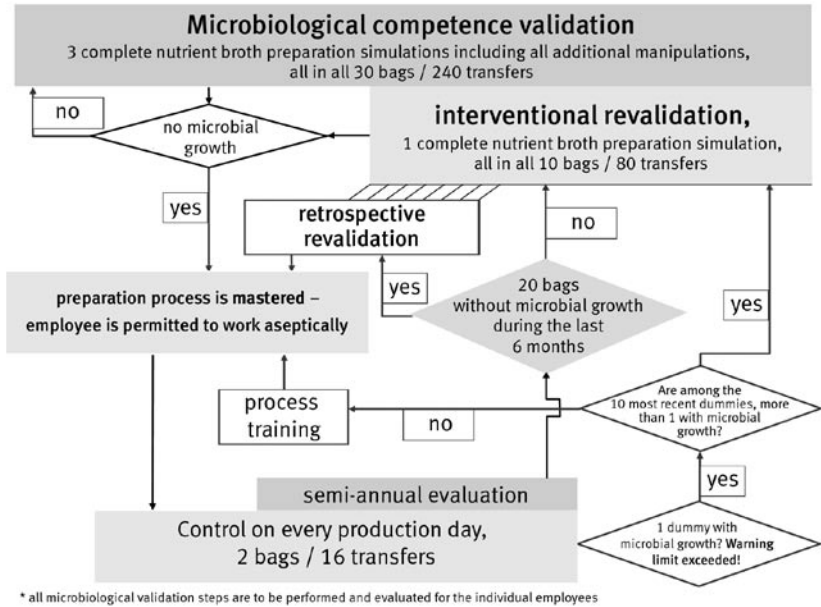 Microbiological competence validation
3 complete nutrient broth preparation simulations including all additional manipulations,
all in all 30 bags / 240 transfers
no
no microbial
growth
interventional revalidation,
1 complete nutrient broth preparation simulation,
all in all 10 bags / 80 transfers
yes
retrospective
revalidation
no
yes
20 bags
without microbial growth
during the last
6 months
yes
preparation process is mastered –
employee is permitted to work aseptically
process
training
no
Are among the
10 most recent dummies, more
than 1 with microbial
growth?
yes
semi-annual evaluation
Control on every production day,
2 bags / 16 transfers
1 dummy with
microbial growth? Warning
limit exceeded!
* all microbiological validation steps are to be performed and evaluated for the individual employees